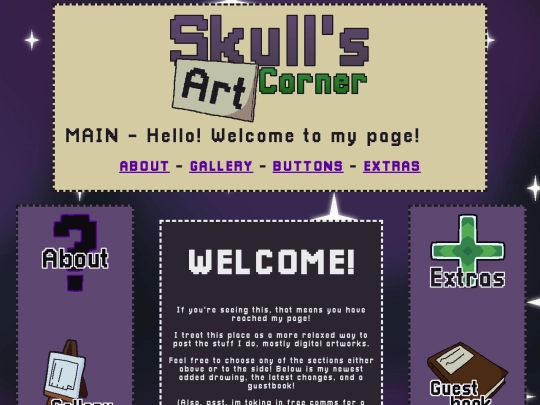 Skull's
Art Corner
MAIN - Hello! Welcome to my page!
ABOUT - GALLERY - BUTTONS - EXTRAS
?
About
WELCOME!
Extras
If you're seeing this, that means you have
reached my page!
I treat this place as a more relaxed way to
post the stuff I do, mostly digital artworks.
Feel free to choose any of the sections either
above or to the side! Below is my newest
added drawing, the latest changes, and a
guestbook!
(Also, psst, im taking in free comms for a
Gallery
Guest
book